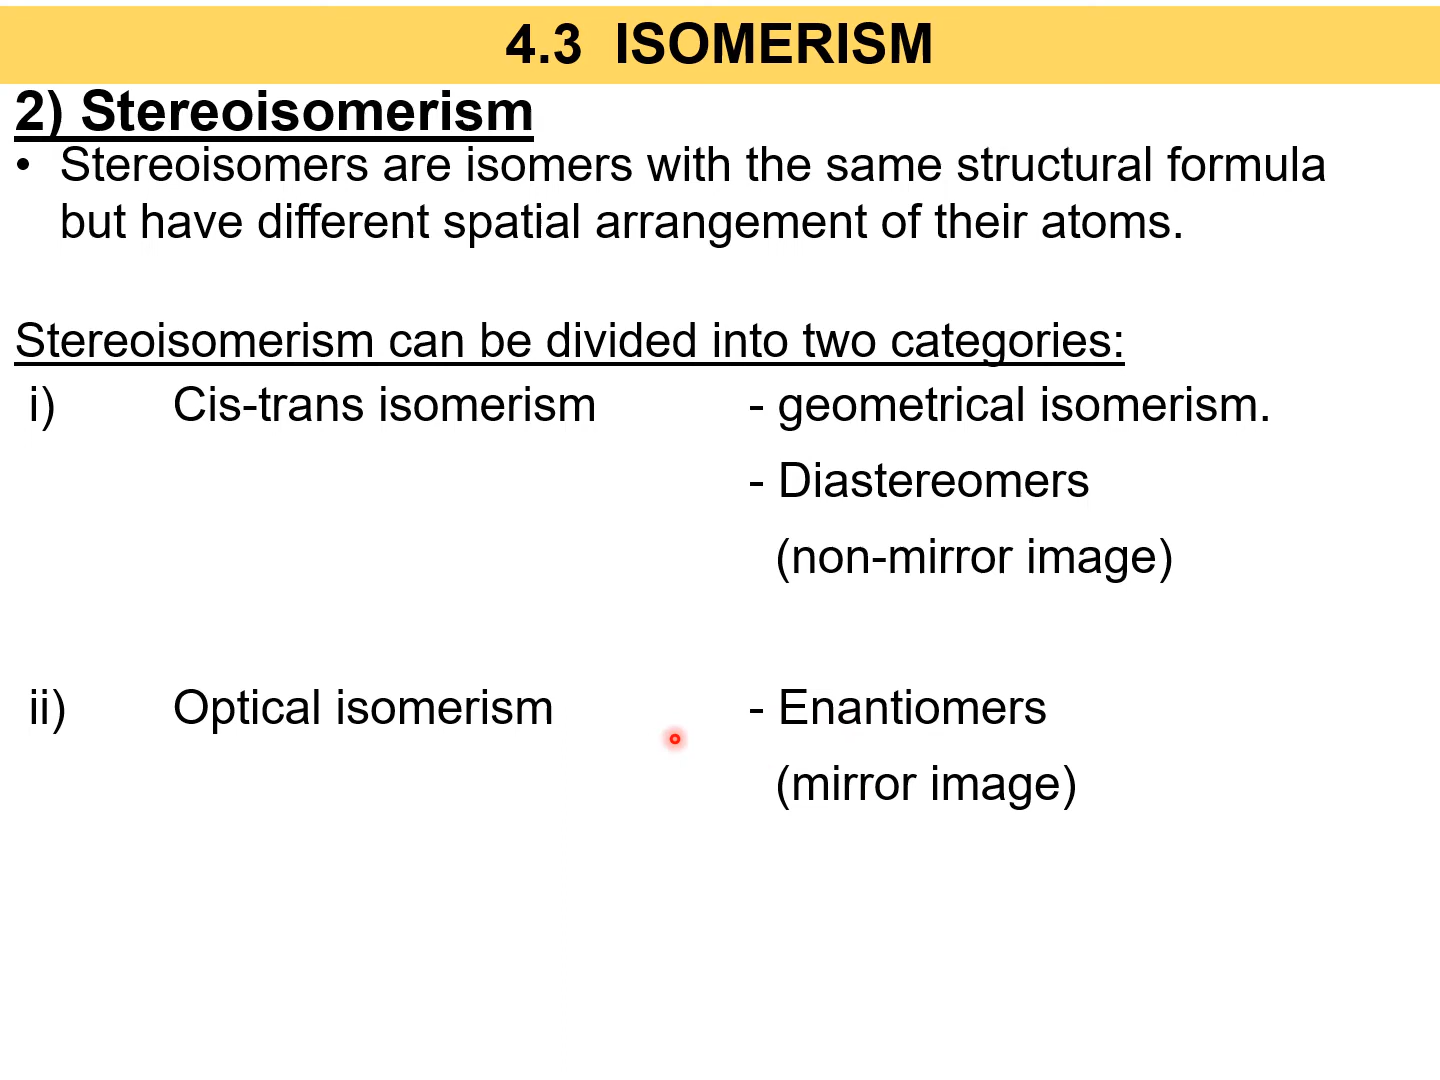 4.3 ISOMERISM
2) Stereoisomerism
• Stereoisomers are isomers with the same structural formula
but have different spatial arrangement of their atoms.
Stereoisomerism can be divided into two categories:
i) Cis-trans isomerism - geometrical isomerism.
- Diastereomers
(non-mirror image)
ii) Optical isomerism - Enantiomers
(mirror image)